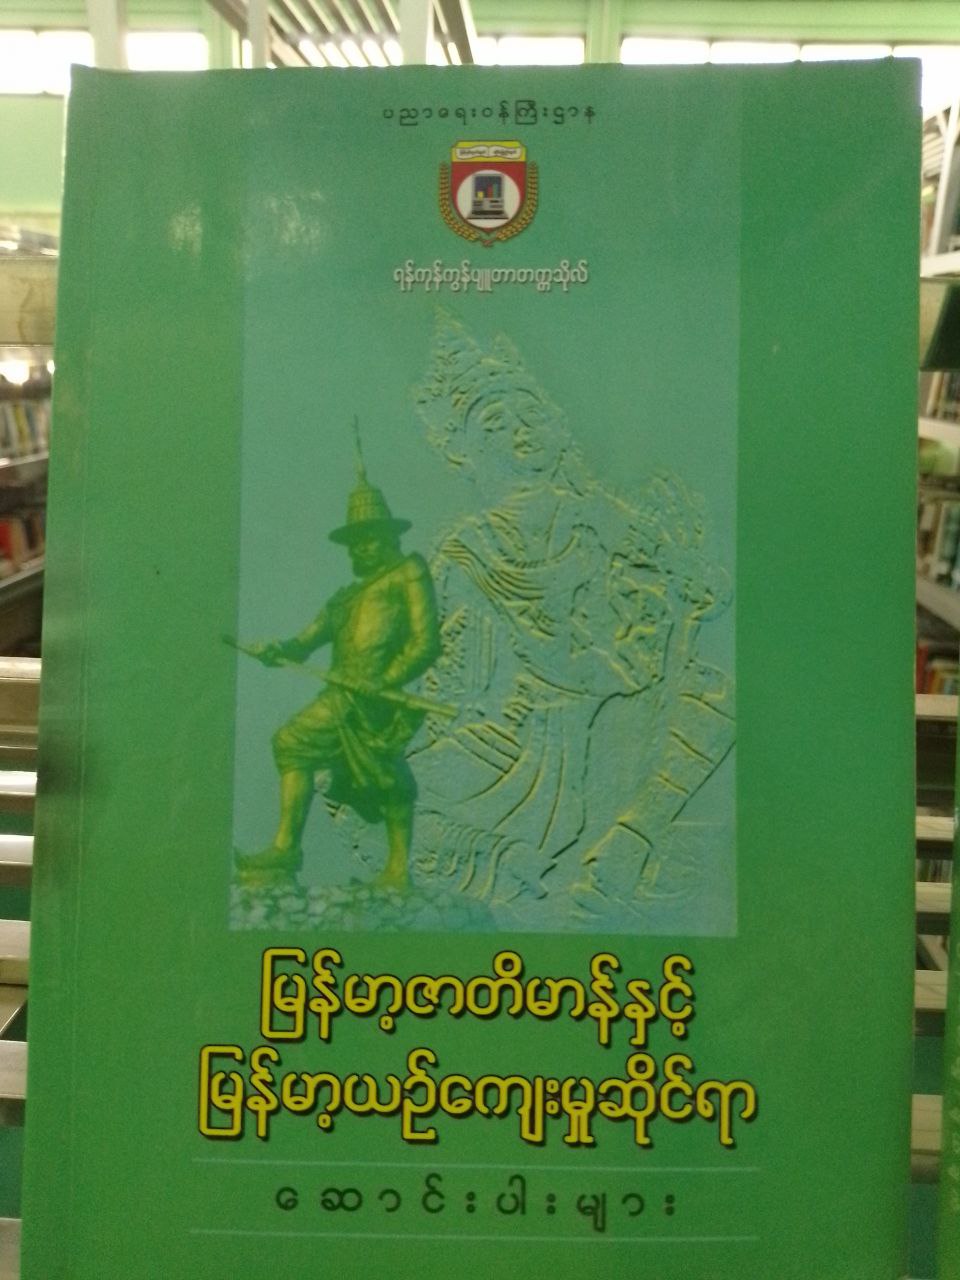 ပညာရေးဝန်ကြီးဌာန
ရန်ကုန်ကွန်ပျူတာတက္ကသိုလ်
မြန်မာ့ဇာတိမာန်နှင့်
မြန်မာ့ယဉ်ကျေးမှုဆိုင်ရာ
ဆောင်းပါးများ